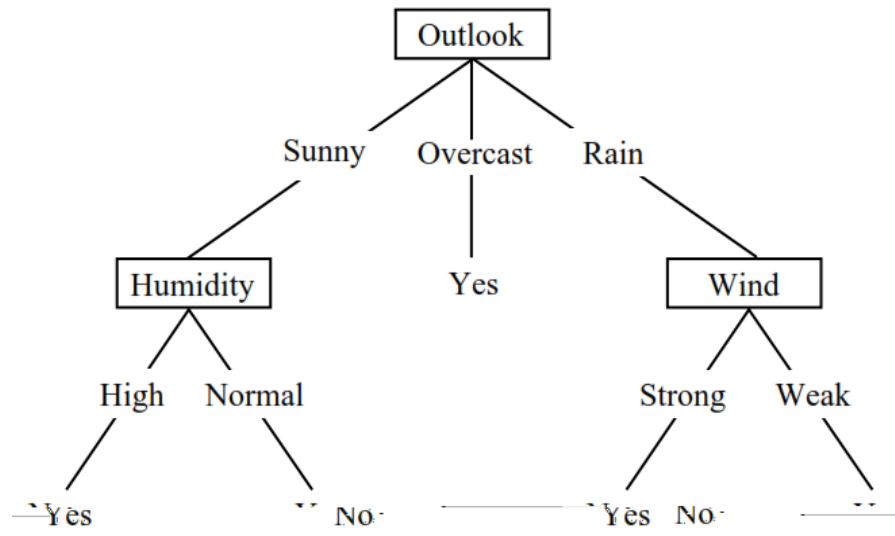 Outlook
Sunny Overcast Rain
Humidity Yes Wind
High Normal Strong Weak
Yes No Yes No